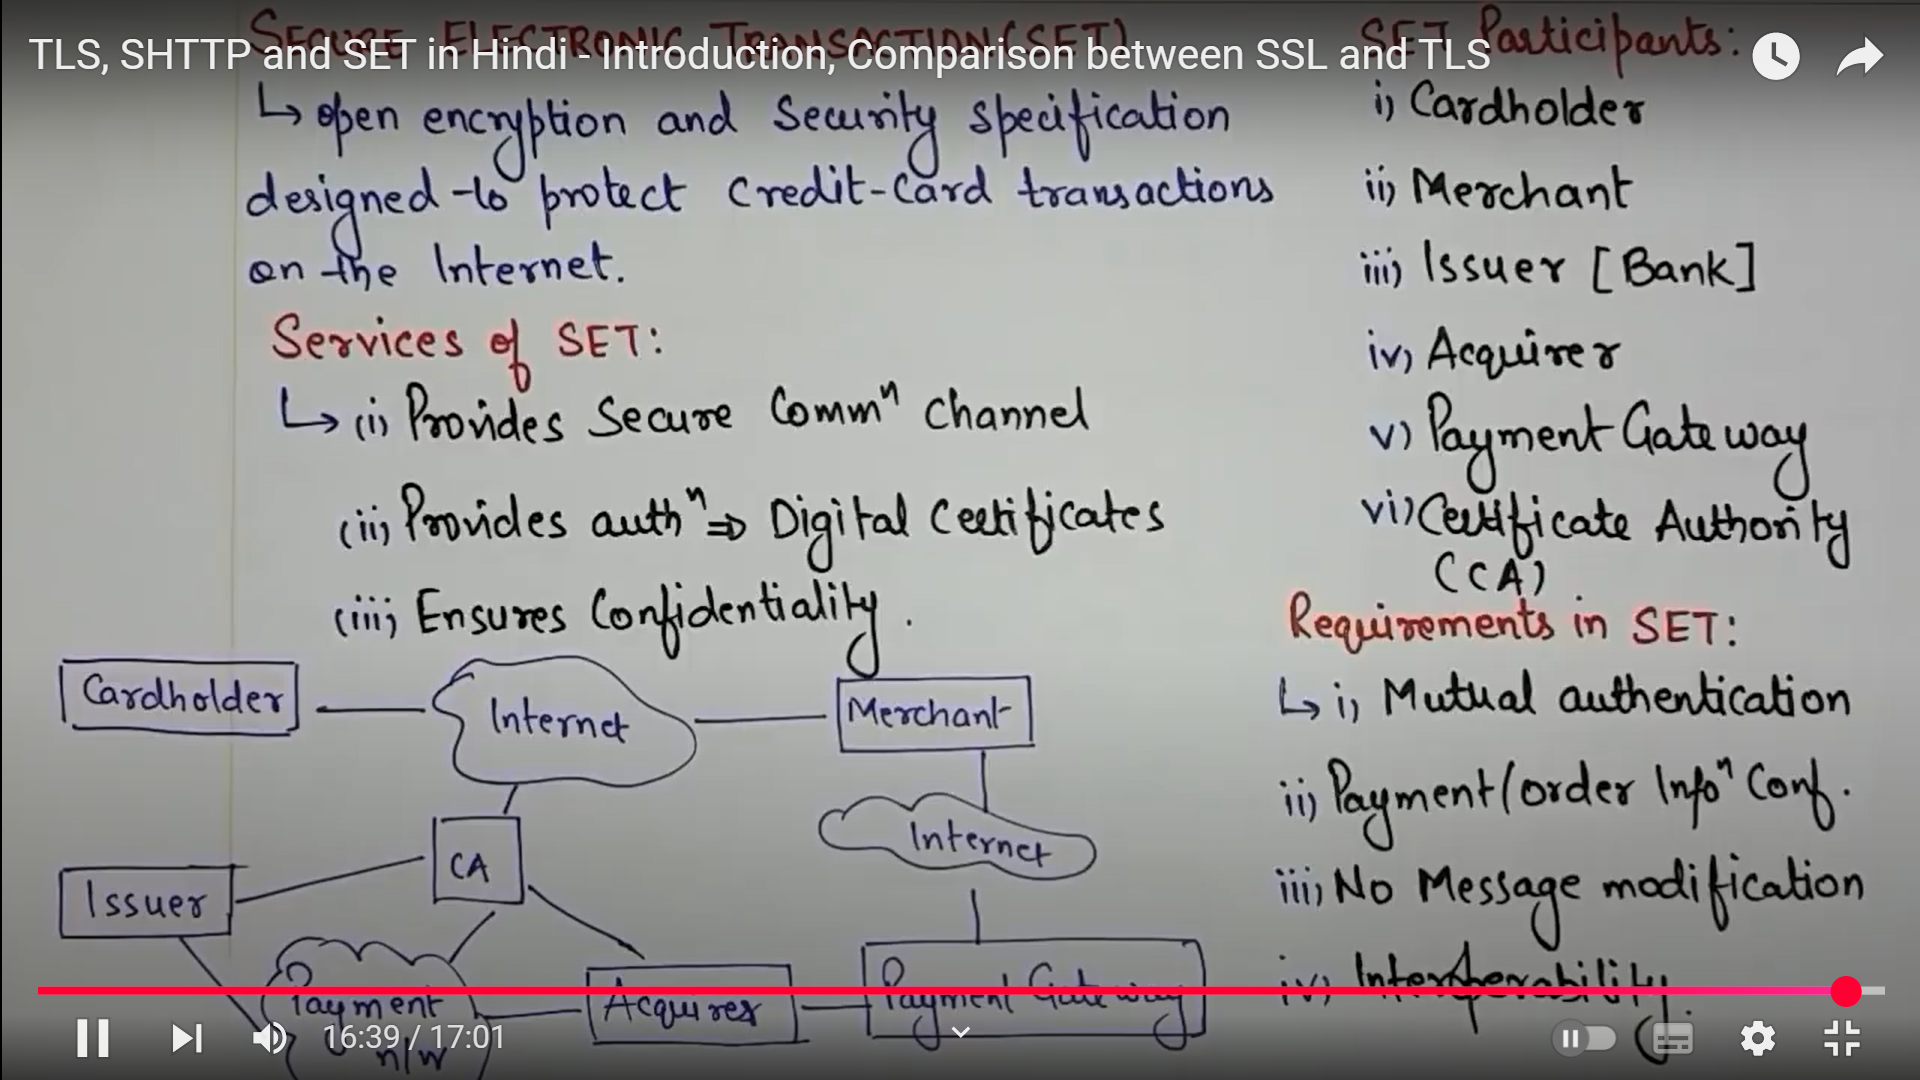 TLS, SHTTP and SET in Hindi - Introduction, Comparison between SSL and TLS
SECURE ELECTRONIC TRANSACTION (SET)
↳ open encryption and Security specification
designed to protect Credit-Card transactions
on the Internet.
Services of SET:
↳ (i) Provides Secure Commⁿ Channel
(ii) Provides authⁿ ⇒ Digital Certificates
(iii) Ensures Confidentiality.
SET Participants:
i) Cardholder
ii) Merchant
iii) Issuer [Bank]
iv) Acquirer
v) Payment Gateway
vi) Certificate Authority
(CA)
Requirements in SET:
↳ i) Mutual authentication
ii) Payment/order Infoⁿ Conf.
iii) No Message modification
iv) Interoperability.
Cardholder
Internet
Merchant
CA
Internet
Issuer
Payment
n/w
Acquirer
Payment Gateway
16:39 / 17:01